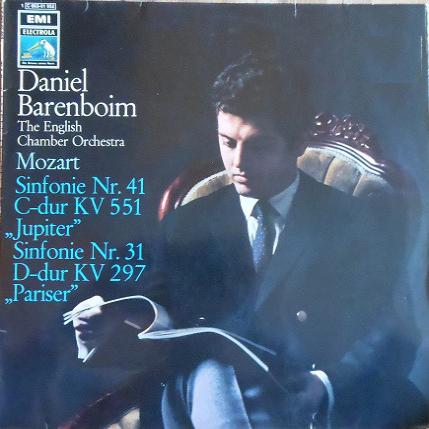 EMI
ELECTROLA
Daniel
Barenboim
The English
Chamber Orchestra
Mozart
Sinfonie Nr. 41
C-dur KV 551
„Jupiter”
Sinfonie Nr. 31
D-dur KV 297
„Pariser”